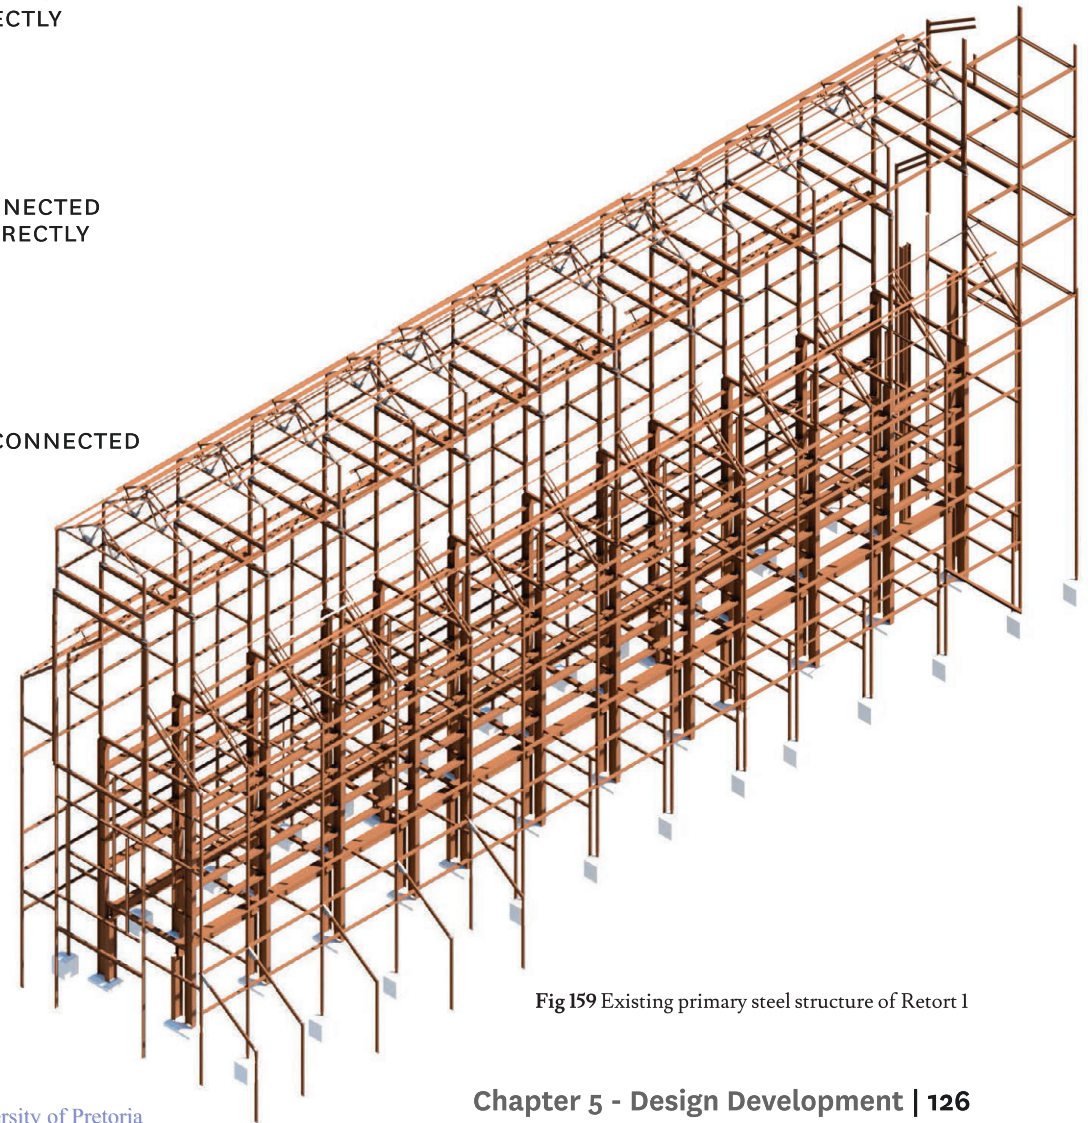 ECTLY
NNECTED
RECTLY
CONNECTED
Fig 159 Existing primary steel structure of Retort 1
Chapter 5 - Design Development | 126
ersity of Pretoria